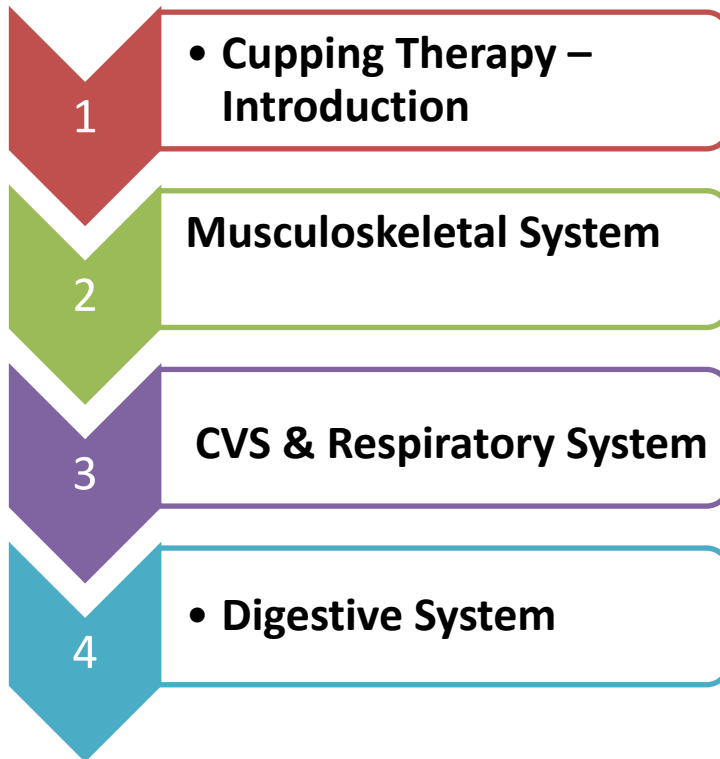 1
• Cupping Therapy –
Introduction
2
Musculoskeletal System
3
CVS & Respiratory System
4
• Digestive System